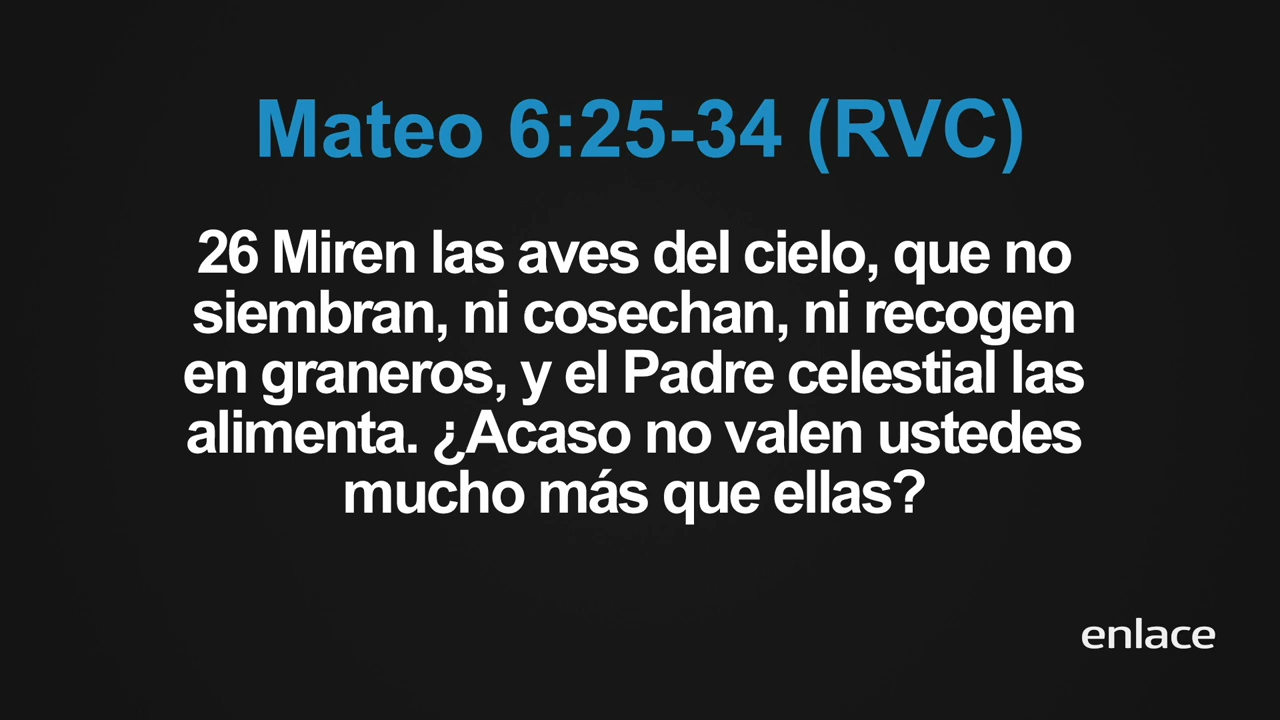 Mateo 6:25-34 (RVC)
26 Miren las aves del cielo, que no
siembran, ni cosechan, ni recogen
en graneros, y el Padre celestial las
alimenta. ¿Acaso no valen ustedes
mucho más que ellas?
enlace